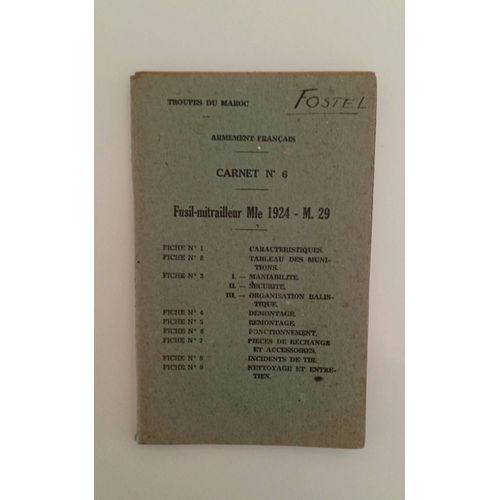 TROUPES DU MAROC
FOSTEL
ARMEMENT FRANÇAIS
CARNET N° 6
Fusil-mitrailleur Mle 1924 - M. 29
FICHE N° 1 CARACTERISTIQUES.
FICHE N° 2 TABLEAU DES MUNI-
TIONS.
FICHE N° 3 I. — MANIABILITE.
II. — SECURITE.
III. — ORGANISATION BALIS-
TIQUE.
FICHE N° 4 DEMONTAGE.
FICHE N° 5 REMONTAGE.
FICHE N° 6 FONCTIONNEMENT.
FICHE N° 7 PIECES DE RECHANGE
ET ACCESSOIRES.
FICHE N° 8 INCIDENTS DE TIR.
FICHE N° 9 NETTOYAGE ET ENTRE-
TIEN.